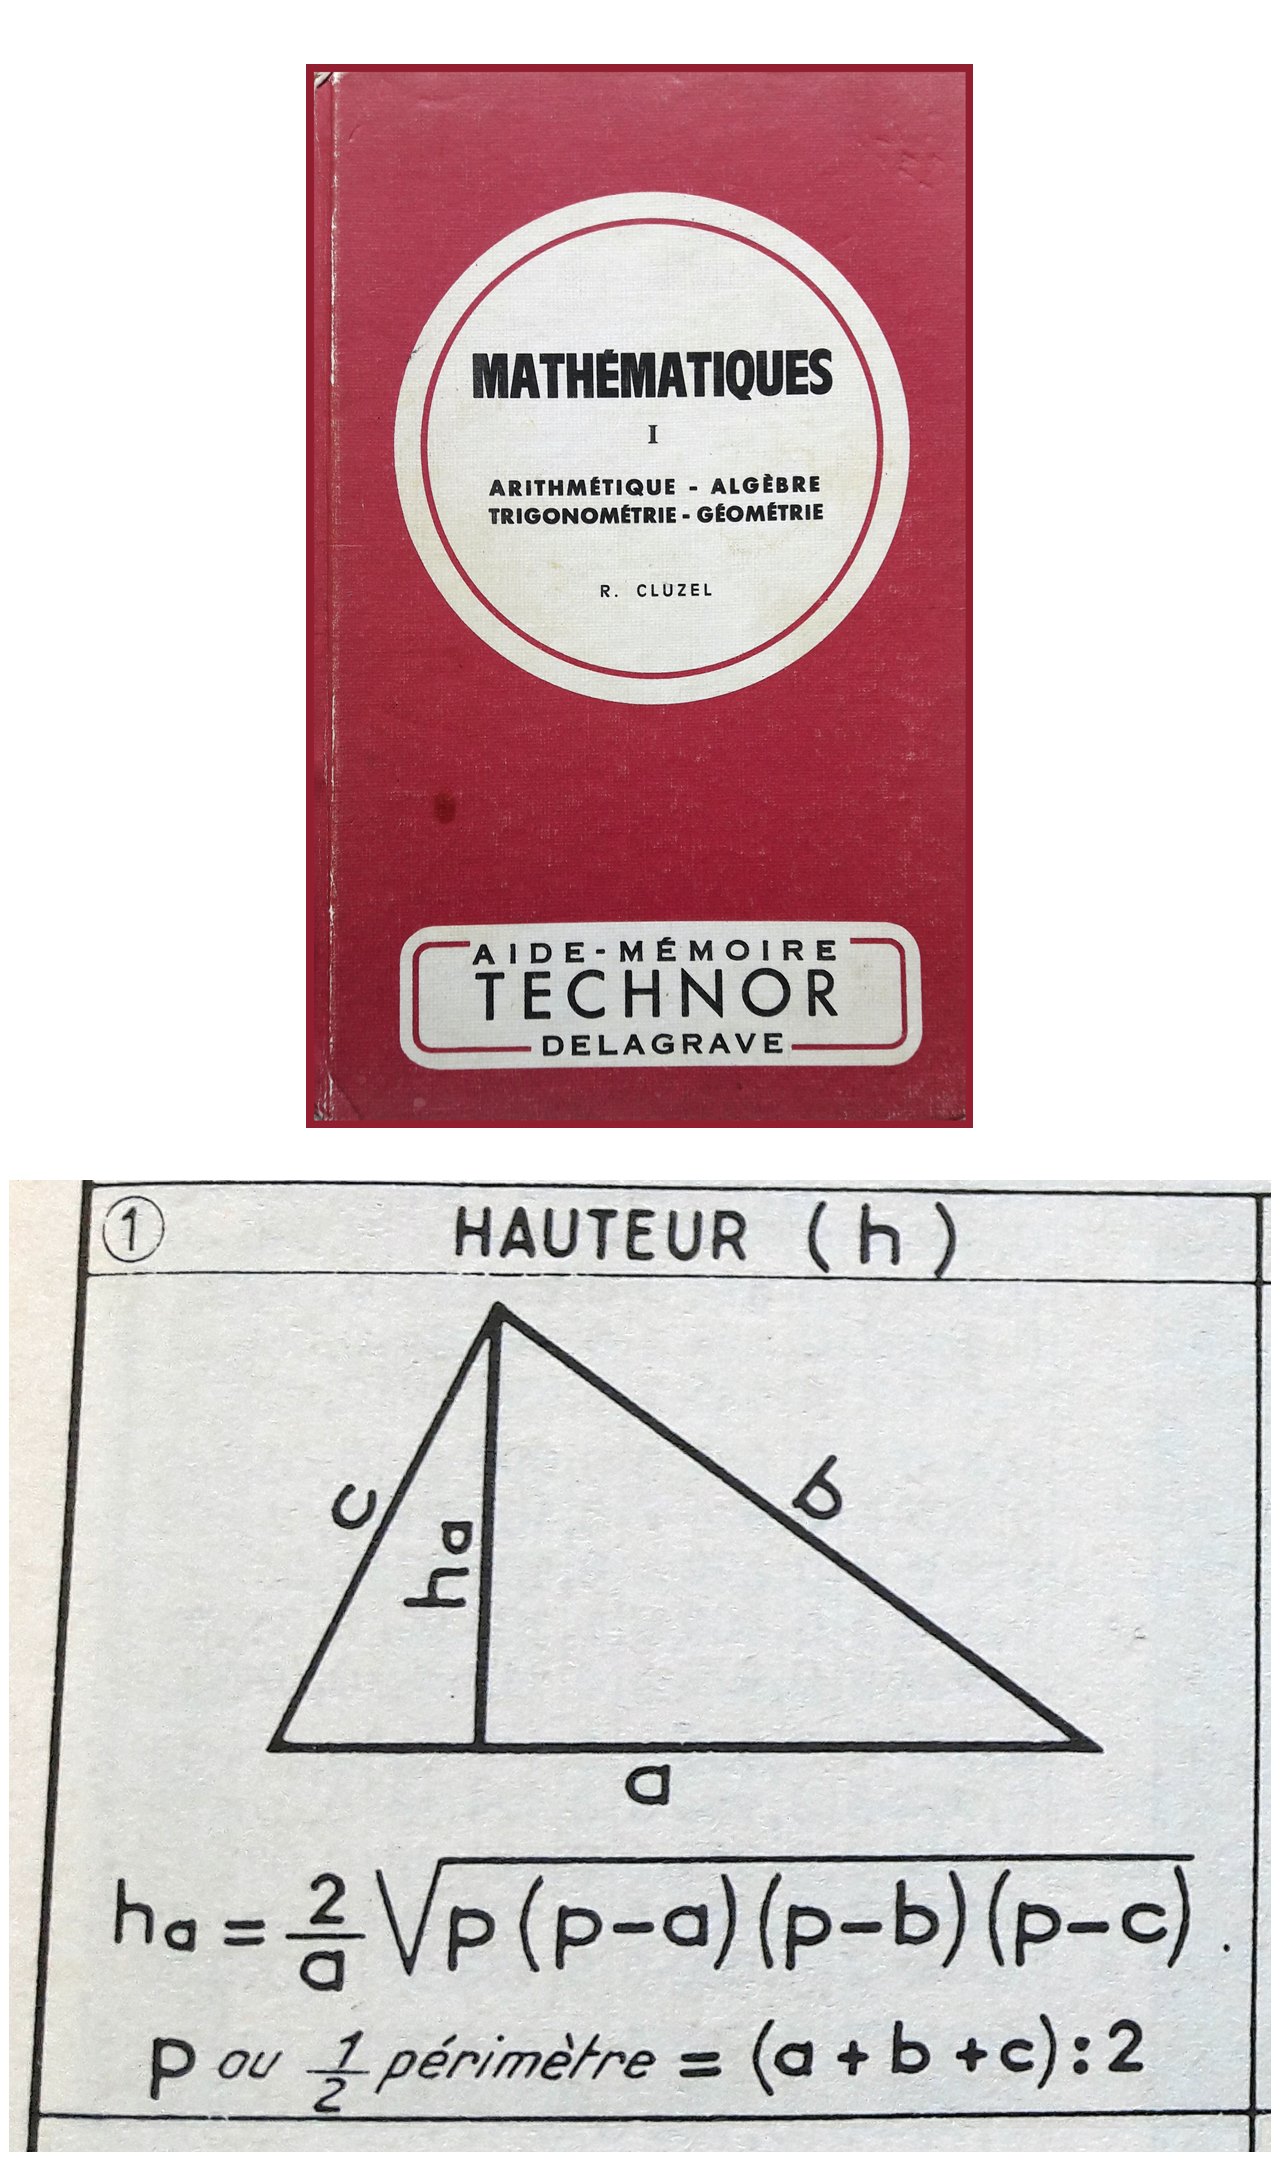 MATHÉMATIQUES
I
ARITHMÉTIQUE - ALGÈBRE
TRIGONOMÉTRIE - GÉOMÉTRIE
R. CLUZEL
AIDE-MÉMOIRE
TECHNOR
DELAGRAVE
1 HAUTEUR (h)
c
b
ha
a
ha = 2/a √p(p-a)(p-b)(p-c).
p ou 1/2 périmètre = (a+b+c):2